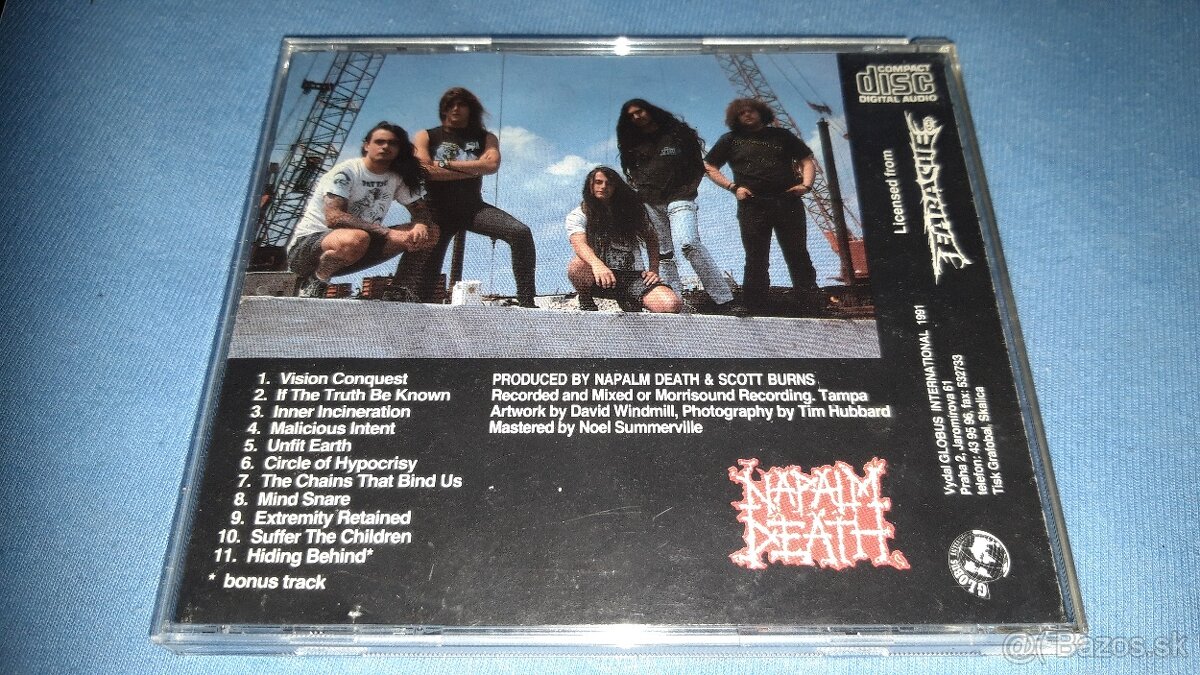 COMPACT
disc
DIGITAL AUDIO
Licensed from
EARACHE
Vydal GLOBUS INTERNATIONAL 1991
Praha 2, Jaromírova 61
telefon: 43 95 96, fax: 532733
Tisk Gratobal, Skalica
1. Vision Conquest
2. If The Truth Be Known
3. Inner Incineration
4. Malicious Intent
5. Unfit Earth
6. Circle of Hypocrisy
7. The Chains That Bind Us
8. Mind Snare
9. Extremity Retained
10. Suffer The Children
11. Hiding Behind*
* bonus track
PRODUCED BY NAPALM DEATH & SCOTT BURNS
Recorded and Mixed or Morrisound Recording. Tampa
Artwork by David Windmill, Photography by Tim Hubbard
Mastered by Noel Summerville
NAPALM
DEATH
GLOBUS
Bazos.sk